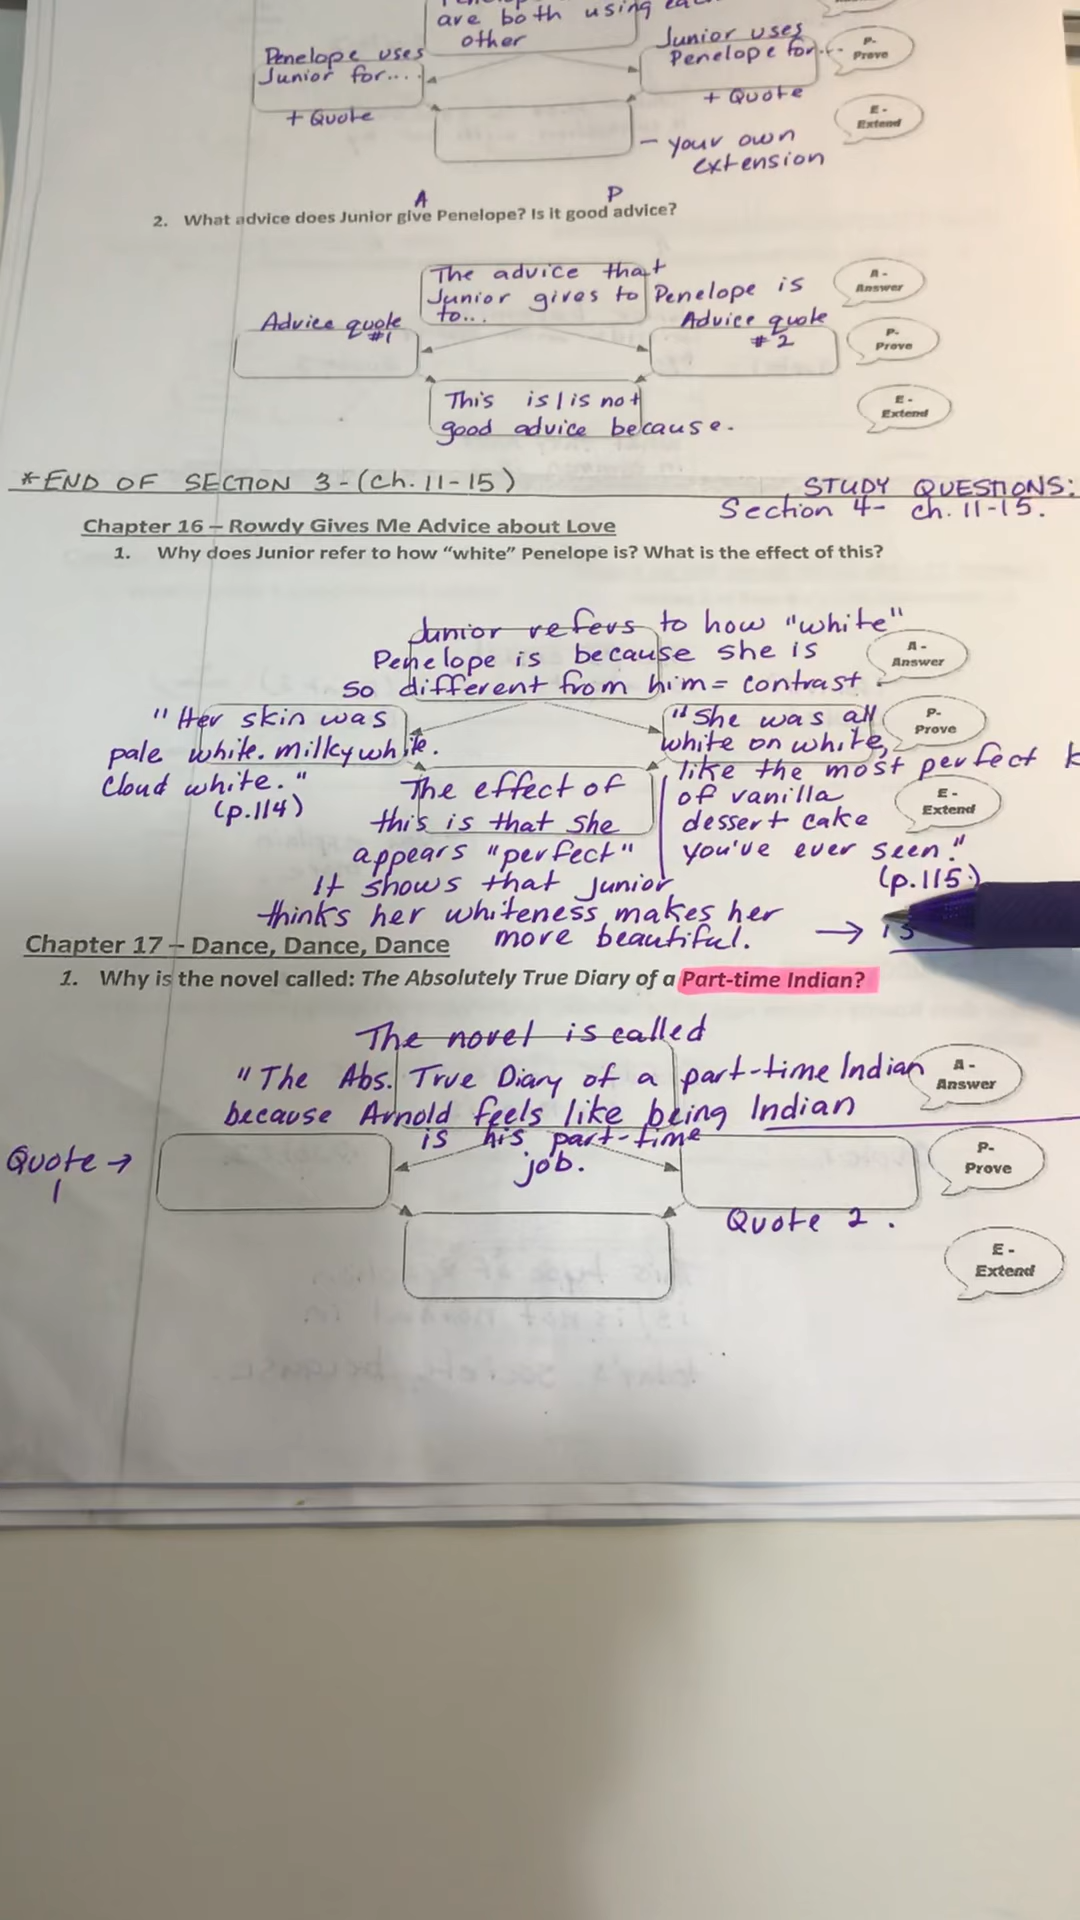 are both using
other
Penelope uses
Junior for....
+ Quote
Junior uses
Penelope for...
+ Quote
P-
Prove
E-
Extend
- your own
extension
A
P
2. What advice does Junior give Penelope? Is it good advice?
The advice that
Junior gives to Penelope is
to...
A-
Answer
Advice quote
#1
Advice quote
#2
P-
Prove
This is/is not
good advice because.
E-
Extend
*END OF SECTION 3-(Ch. 11-15)
STUDY QUESTIONS:
Section 4- ch. 11-15.
Chapter 16 – Rowdy Gives Me Advice about Love
1. Why does Junior refer to how "white" Penelope is? What is the effect of this?
Junior refers to how "white"
Penelope is because she is
so different from him = contrast.
A-
Answer
"Her skin was
pale white. milky white.
Cloud white."
(p.114)
"She was all
white on white,
like the most perfect
of vanilla
dessert cake
you've ever seen."
(p.115)
P-
Prove
E-
Extend
The effect of
this is that she
appears "perfect"
It shows that Junior
thinks her whiteness makes her
more beautiful.
→ is
Chapter 17 – Dance, Dance, Dance
1. Why is the novel called: The Absolutely True Diary of a Part-time Indian?
The novel is called
"The Abs. True Diary of a part-time Indian
because Arnold feels like being Indian
is his part-time
job.
A-
Answer
Quote →
1
Quote 2.
P-
Prove
E-
Extend